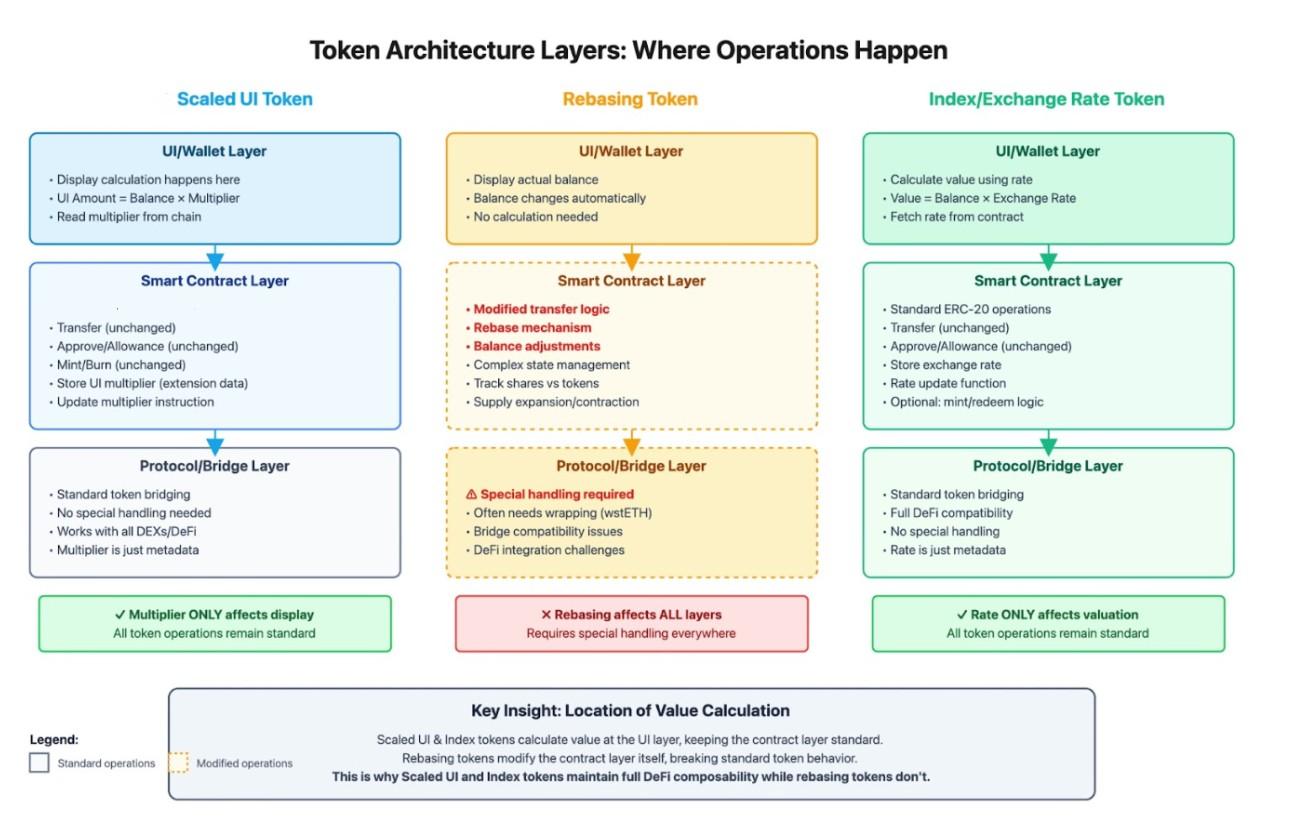 Token Architecture Layers: Where Operations Happen
Scaled UI Token
UI/Wallet Layer
• Display calculation happens here
• UI Amount = Balance × Multiplier
• Read multiplier from chain
Smart Contract Layer
• Transfer (unchanged)
• Approve/Allowance (unchanged)
• Mint/Burn (unchanged)
• Store UI multiplier (extension data)
• Update multiplier instruction
Protocol/Bridge Layer
• Standard token bridging
• No special handling needed
• Works with all DEXs/DeFi
• Multiplier is just metadata
✓ Multiplier ONLY affects display
All token operations remain standard
Rebasing Token
UI/Wallet Layer
• Display actual balance
• Balance changes automatically
• No calculation needed
Smart Contract Layer
• Modified transfer logic
• Rebase mechanism
• Balance adjustments
• Complex state management
• Track shares vs tokens
• Supply expansion/contraction
Protocol/Bridge Layer
⚠ Special handling required
• Often needs wrapping (wstETH)
• Bridge compatibility issues
• DeFi integration challenges
✕ Rebasing affects ALL layers
Requires special handling everywhere
Index/Exchange Rate Token
UI/Wallet Layer
• Calculate value using rate
• Value = Balance × Exchange Rate
• Fetch rate from contract
Smart Contract Layer
• Standard ERC-20 operations
• Transfer (unchanged)
• Approve/Allowance (unchanged)
• Store exchange rate
• Rate update function
• Optional: mint/redeem logic
Protocol/Bridge Layer
• Standard token bridging
• Full DeFi compatibility
• No special handling
• Rate is just metadata
✓ Rate ONLY affects valuation
All token operations remain standard
Key Insight: Location of Value Calculation
Scaled UI & Index tokens calculate value at the UI layer, keeping the contract layer standard.
Rebasing tokens modify the contract layer itself, breaking standard token behavior.
This is why Scaled UI and Index tokens maintain full DeFi composability while rebasing tokens don't.
Legend:
Standard operations
Modified operations